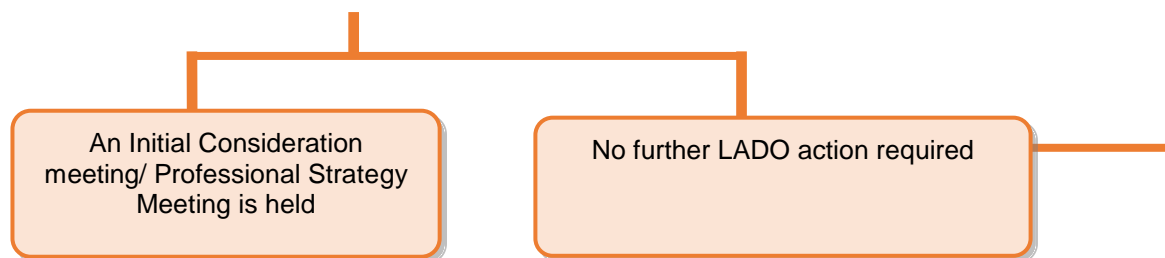 An Initial Consideration
meeting/ Professional Strategy
Meeting is held
No further LADO action required